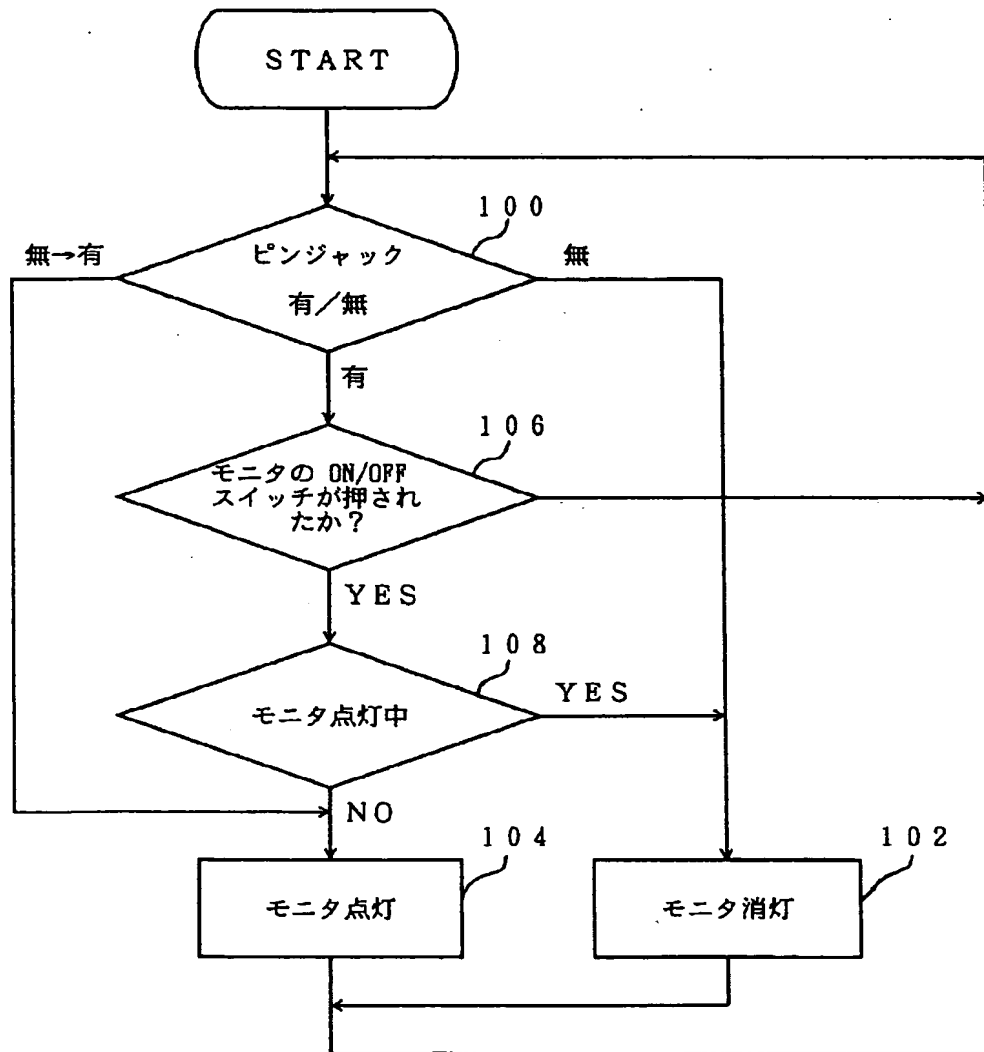 START
100
無→有
ピンジャック
無
有／無
有
106
モニタの ON/OFF
スイッチが押され
たか？
YES
108
YES
モニタ点灯中
NO
104
102
モニタ点灯
モニタ消灯